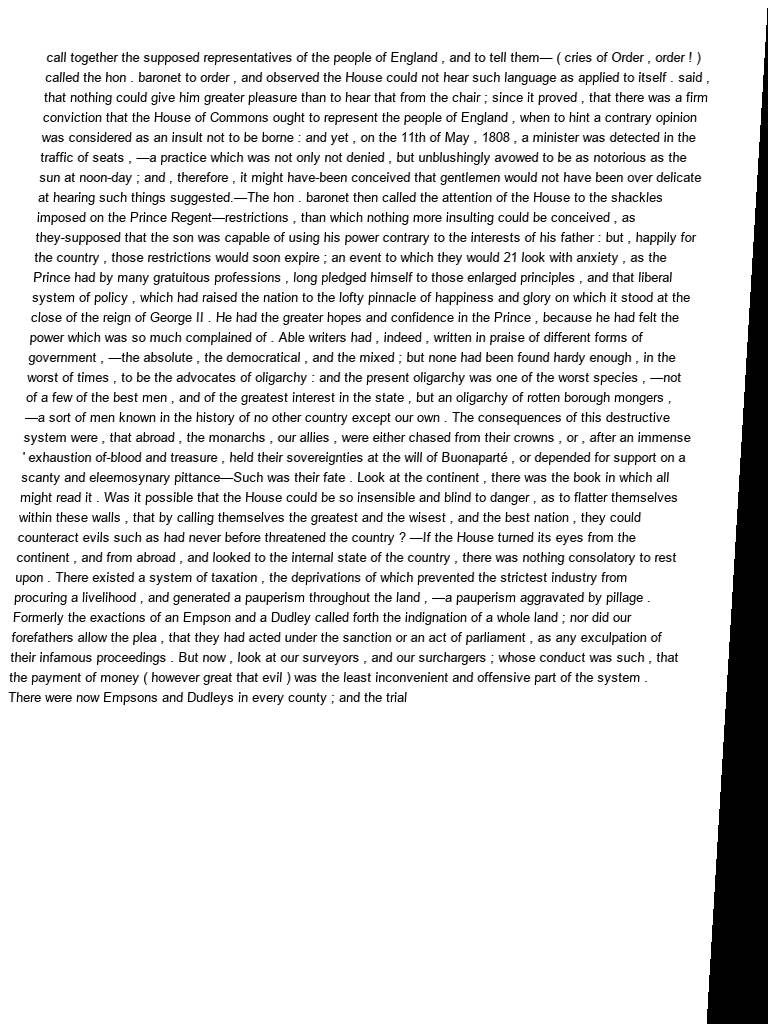 call together the supposed representatives of the people of England , and to tell them— ( cries of Order , order ! )
called the hon . baronet to order , and observed the House could not hear such language as applied to itself . said ,
that nothing could give him greater pleasure than to hear that from the chair ; since it proved , that there was a firm
conviction that the House of Commons ought to represent the people of England , when to hint a contrary opinion
was considered as an insult not to be borne : and yet , on the 11th of May , 1808 , a minister was detected in the
traffic of seats , —a practice which was not only not denied , but unblushingly avowed to be as notorious as the
sun at noon-day ; and , therefore , it might have-been conceived that gentlemen would not have been over delicate
at hearing such things suggested.—The hon . baronet then called the attention of the House to the shackles
imposed on the Prince Regent—restrictions , than which nothing more insulting could be conceived , as
they-supposed that the son was capable of using his power contrary to the interests of his father : but , happily for
the country , those restrictions would soon expire ; an event to which they would 21 look with anxiety , as the
Prince had by many gratuitous professions , long pledged himself to those enlarged principles , and that liberal
system of policy , which had raised the nation to the lofty pinnacle of happiness and glory on which it stood at the
close of the reign of George II . He had the greater hopes and confidence in the Prince , because he had felt the
power which was so much complained of . Able writers had , indeed , written in praise of different forms of
government , —the absolute , the democratical , and the mixed ; but none had been found hardy enough , in the
worst of times , to be the advocates of oligarchy : and the present oligarchy was one of the worst species , —not
of a few of the best men , and of the greatest interest in the state , but an oligarchy of rotten borough mongers ,
—a sort of men known in the history of no other country except our own . The consequences of this destructive
system were , that abroad , the monarchs , our allies , were either chased from their crowns , or , after an immense
' exhaustion of-blood and treasure , held their sovereignties at the will of Buonaparté , or depended for support on a
scanty and eleemosynary pittance—Such was their fate . Look at the continent , there was the book in which all
might read it . Was it possible that the House could be so insensible and blind to danger , as to flatter themselves
within these walls , that by calling themselves the greatest and the wisest , and the best nation , they could
counteract evils such as had never before threatened the country ? —If the House turned its eyes from the
continent , and from abroad , and looked to the internal state of the country , there was nothing consolatory to rest
upon . There existed a system of taxation , the deprivations of which prevented the strictest industry from
procuring a livelihood , and generated a pauperism throughout the land , —a pauperism aggravated by pillage .
Formerly the exactions of an Empson and a Dudley called forth the indignation of a whole land ; nor did our
forefathers allow the plea , that they had acted under the sanction or an act of parliament , as any exculpation of
their infamous proceedings . But now , look at our surveyors , and our surchargers ; whose conduct was such , that
the payment of money ( however great that evil ) was the least inconvenient and offensive part of the system .
There were now Empsons and Dudleys in every county ; and the trial